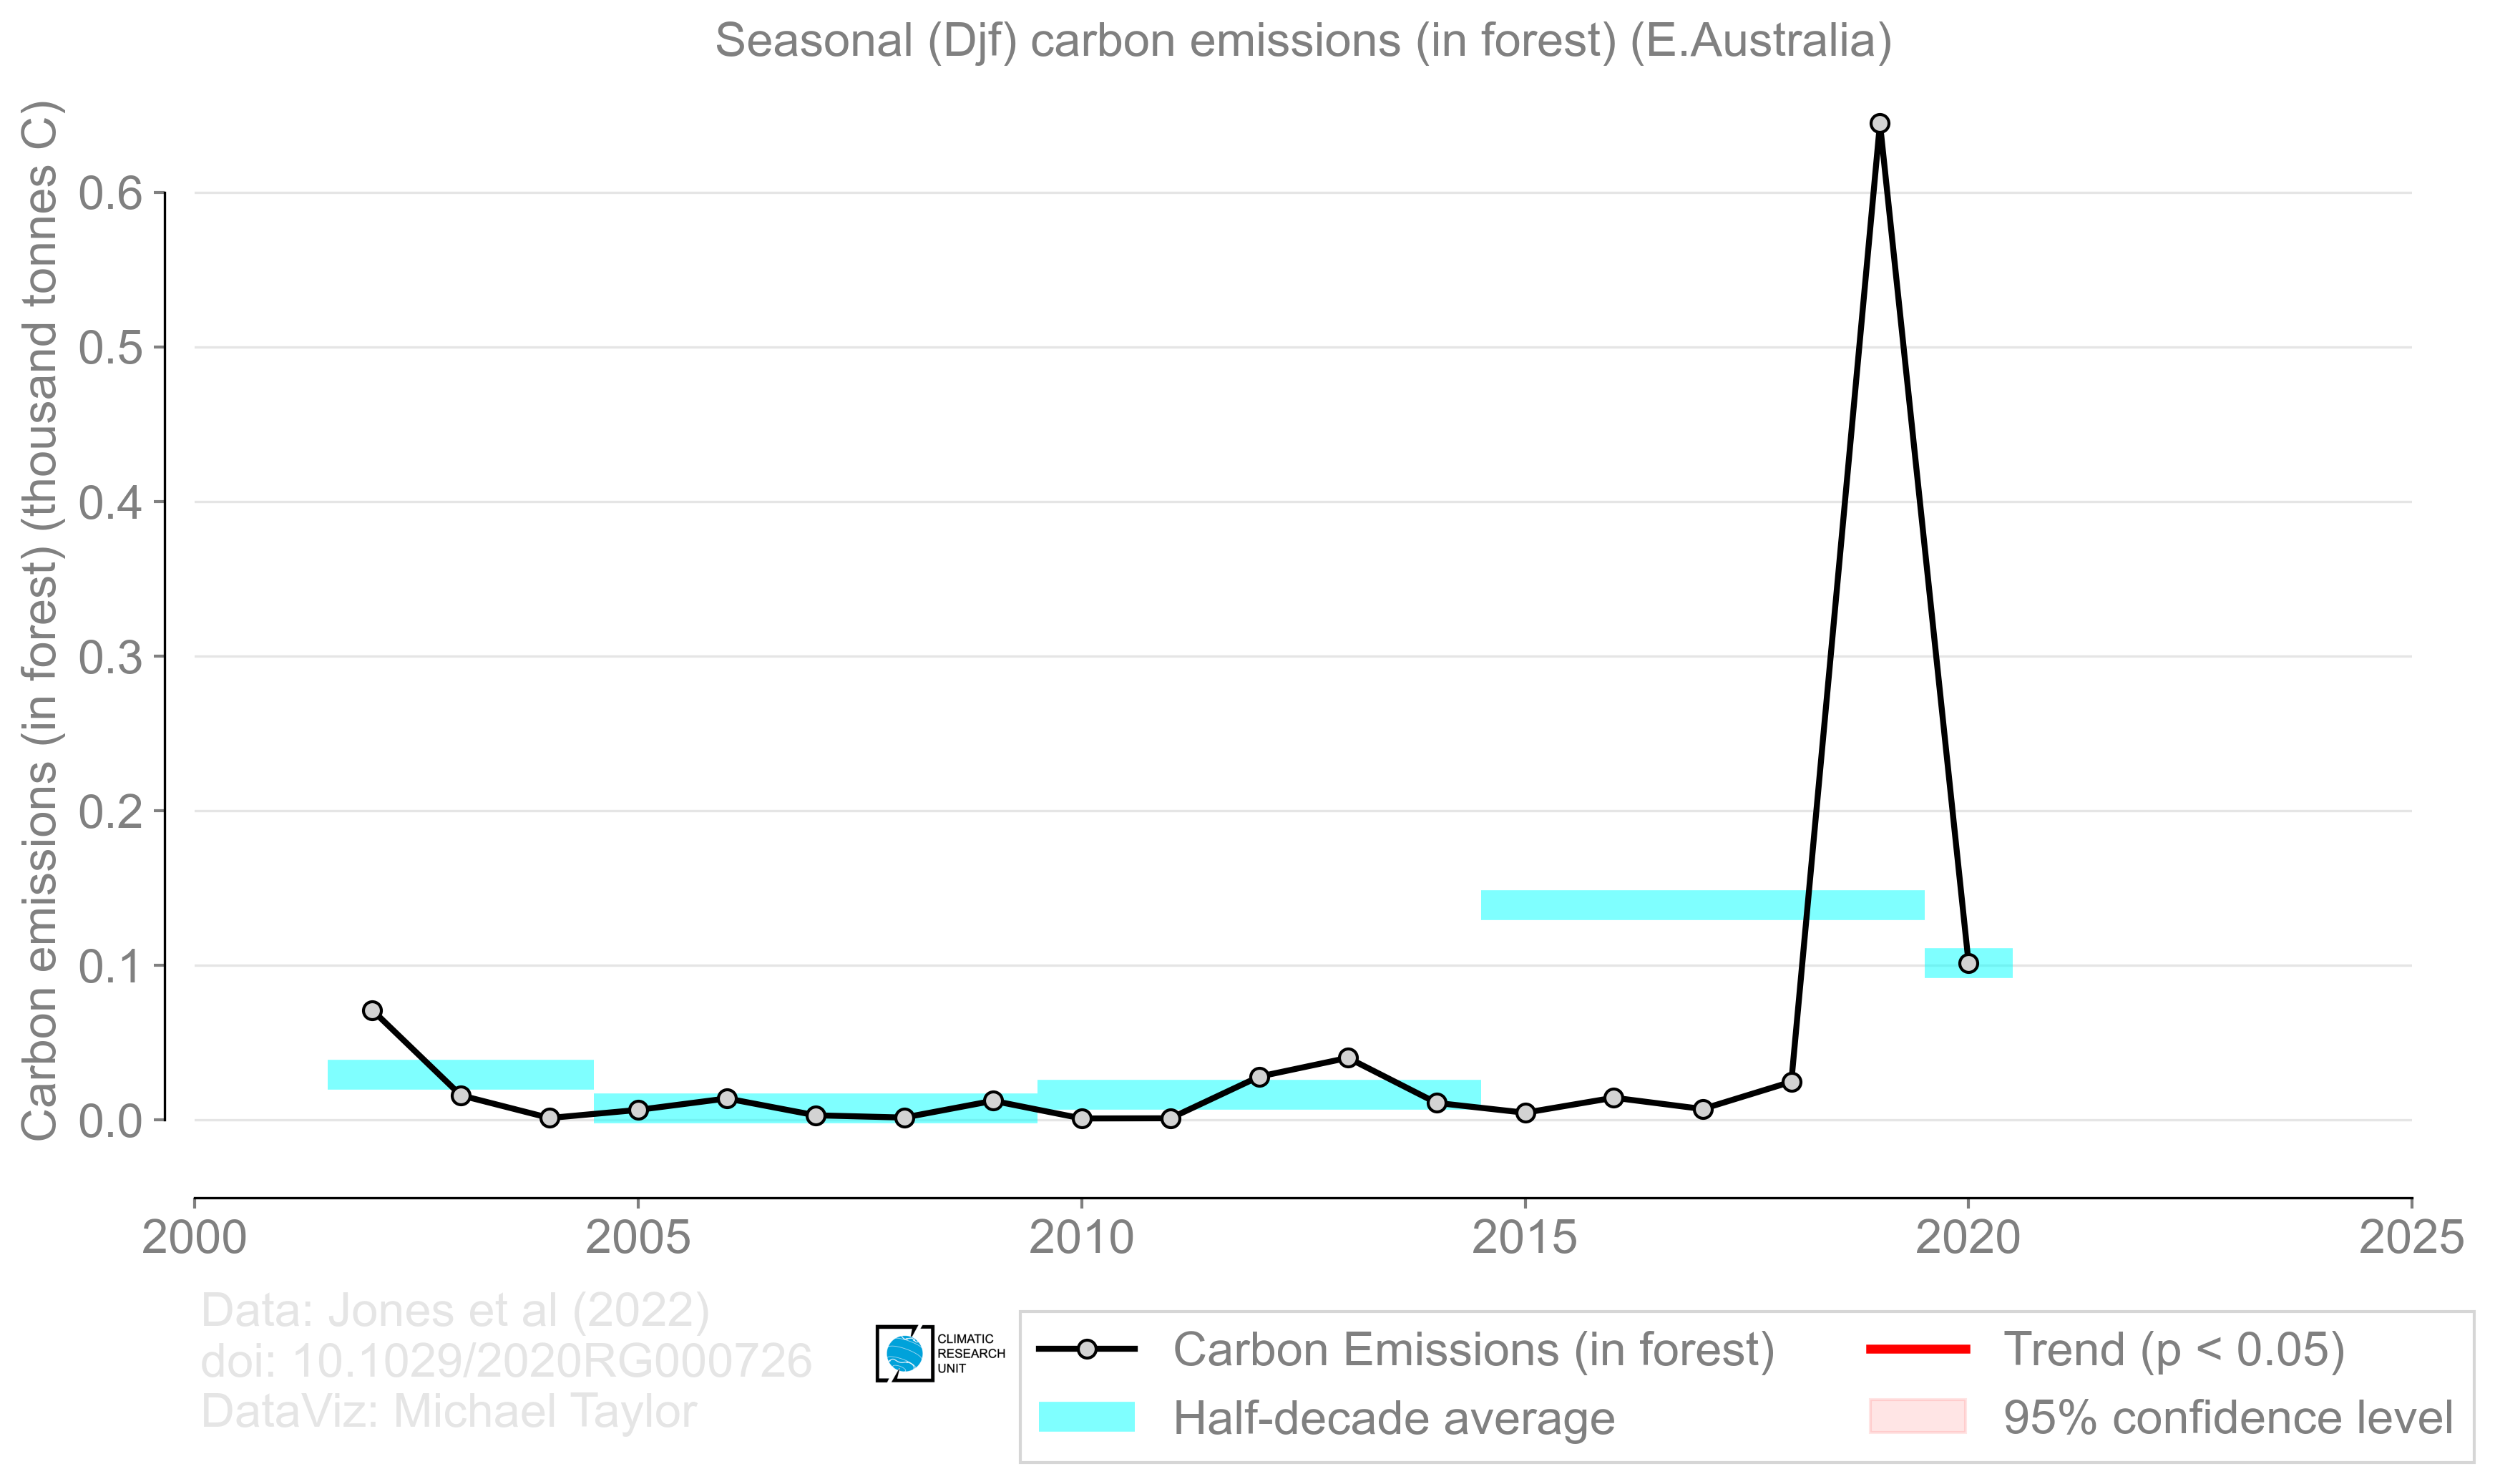 Seasonal (Djf) carbon emissions (in forest) (E.Australia)
Carbon emissions (in forest) (thousand tonnes C)
0.6
0.5
0.4
0.3
0.2
0.1
0.0
2000
2005
2010
2015
2020
2025
Data: Jones et al (2022)
doi: 10.1029/2020RG000726
DataViz: Michael Taylor
CLIMATIC
RESEARCH
UNIT
Carbon Emissions (in forest)
Half-decade average
Trend (p < 0.05)
95% confidence level